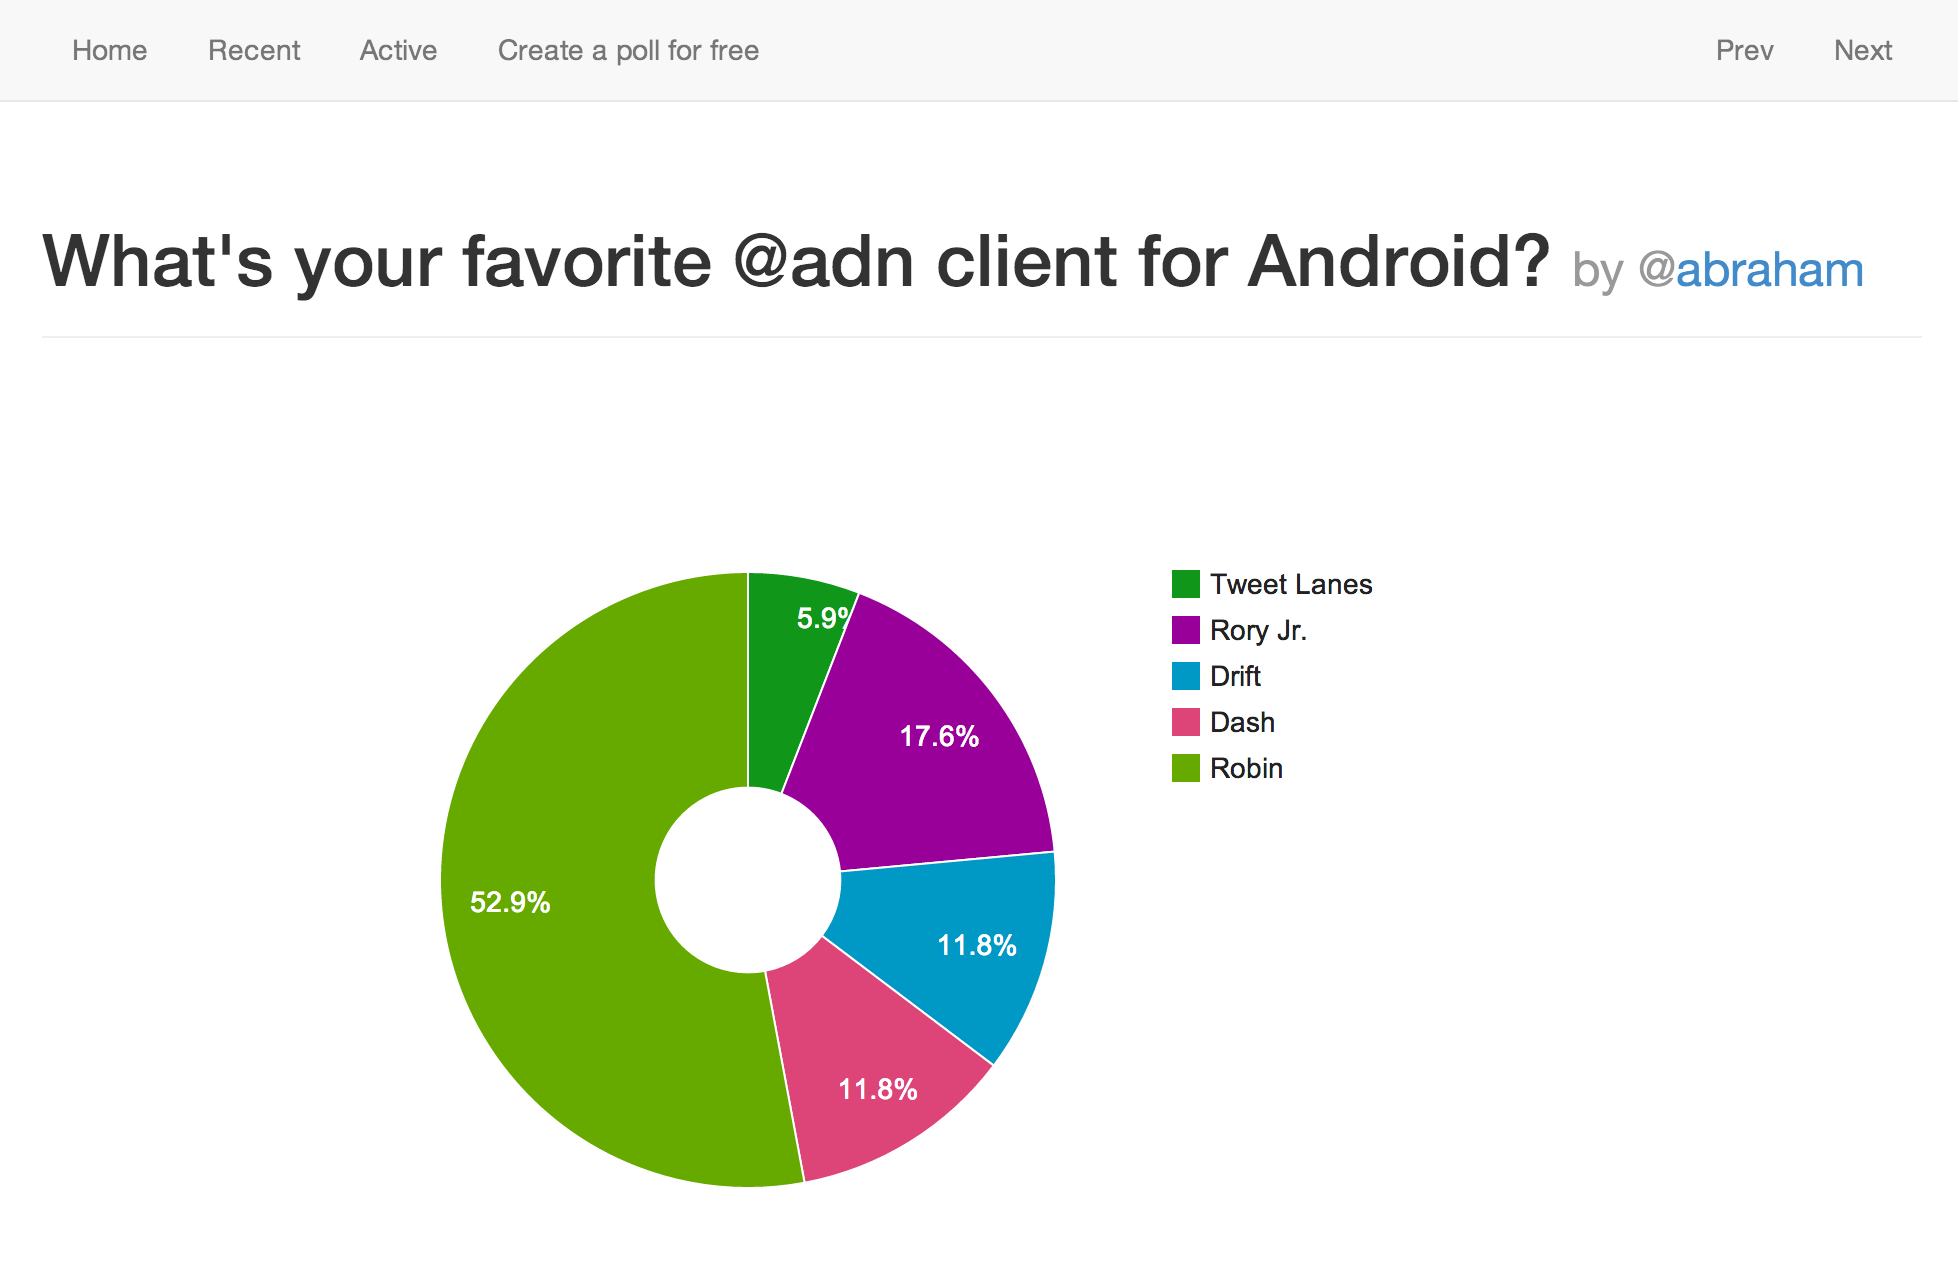 Home Recent Active Create a poll for free Prev Next
What's your favorite @adn client for Android? by @abraham
5.9%
17.6%
11.8%
11.8%
52.9%
Tweet Lanes
Rory Jr.
Drift
Dash
Robin